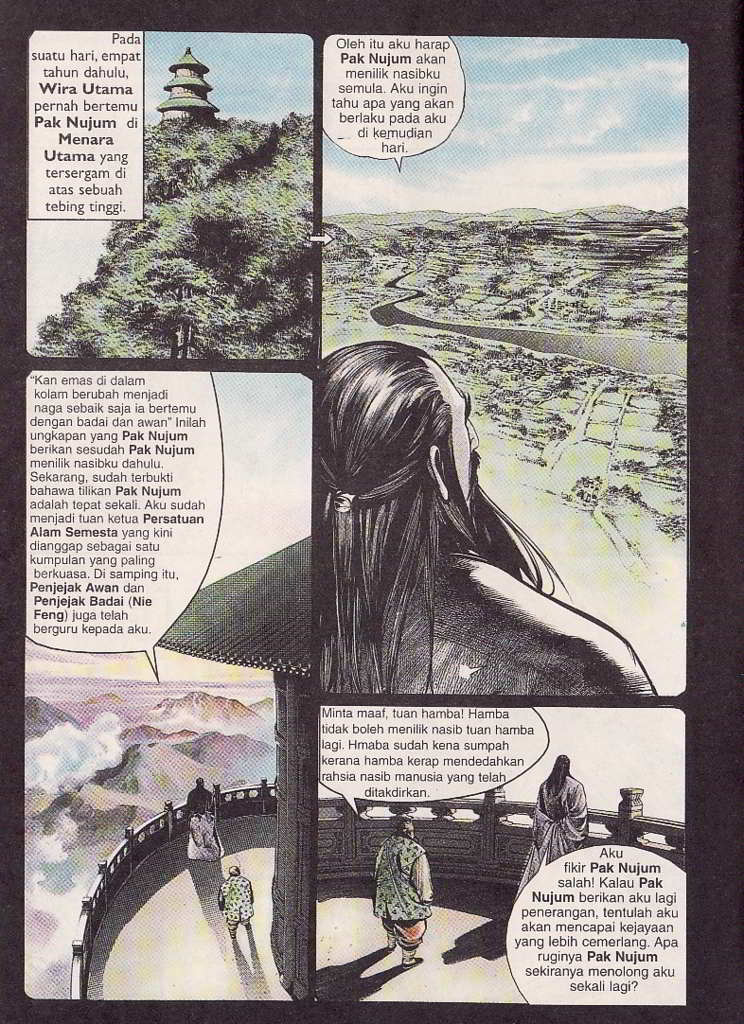 Pada
suatu hari, empat
tahun dahulu,
Wira Utama
pernah bertemu
Pak Nujum di
Menara
Utama yang
tersergam di
atas sebuah
tebing tinggi.
Oleh itu aku harap
Pak Nujum akan
menilik nasibku
semula. Aku ingin
tahu apa yang akan
berlaku pada aku
di kemudian
hari.
"Kan emas di dalam
kolam berubah menjadi
naga sebaik saja ia bertemu
dengan badai dan awan" Inilah
ungkapan yang Pak Nujum
berikan sesudah Pak Nujum
menilik nasibku dahulu.
Sekarang, sudah terbukti
bahawa tilikan Pak Nujum
adalah tepat sekali. Aku sudah
menjadi tuan ketua Persatuan
Alam Semesta yang kini
dianggap sebagai satu
kumpulan yang paling
berkuasa. Di samping itu,
Penjejak Awan dan
Penjejak Badai (Nie
Feng) juga telah
berguru kepada aku.
Minta maaf, tuan hamba! Hamba
tidak boleh menilik nasib tuan hamba
lagi. Hmaba sudah kena sumpah
kerana hamba kerap mendedahkan
rahsia nasib manusia yang telah
ditakdirkan.
Aku
fikir Pak Nujum
salah! Kalau Pak
Nujum berikan aku lagi
penerangan, tentulah aku
akan mencapai kejayaan
yang lebih cemerlang. Apa
ruginya Pak Nujum
sekiranya menolong aku
sekali lagi?